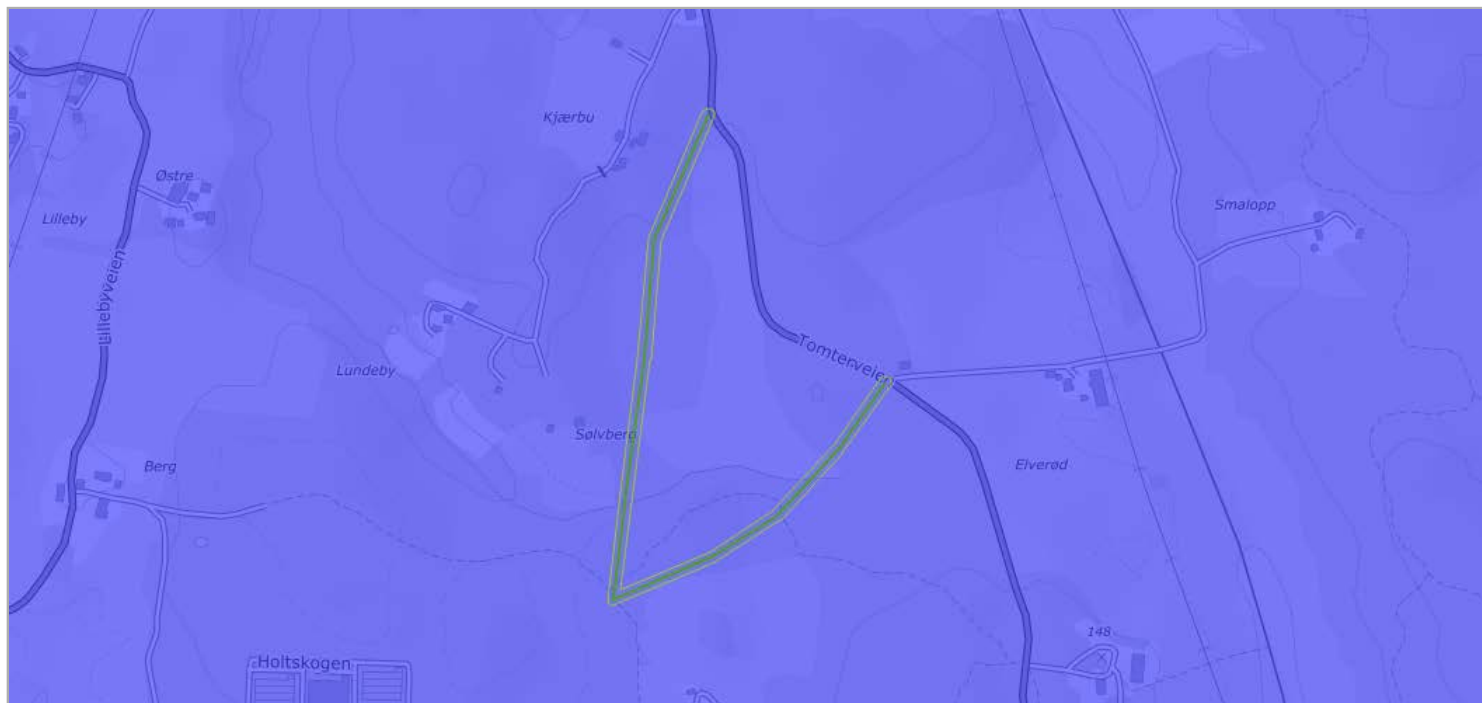 Kjærbu
Østre
Lilleby
Smalopp
Lillebyveien
Tomterveien
Lundeby
Sølvberg
Berg
Elverød
148
Holtskogen